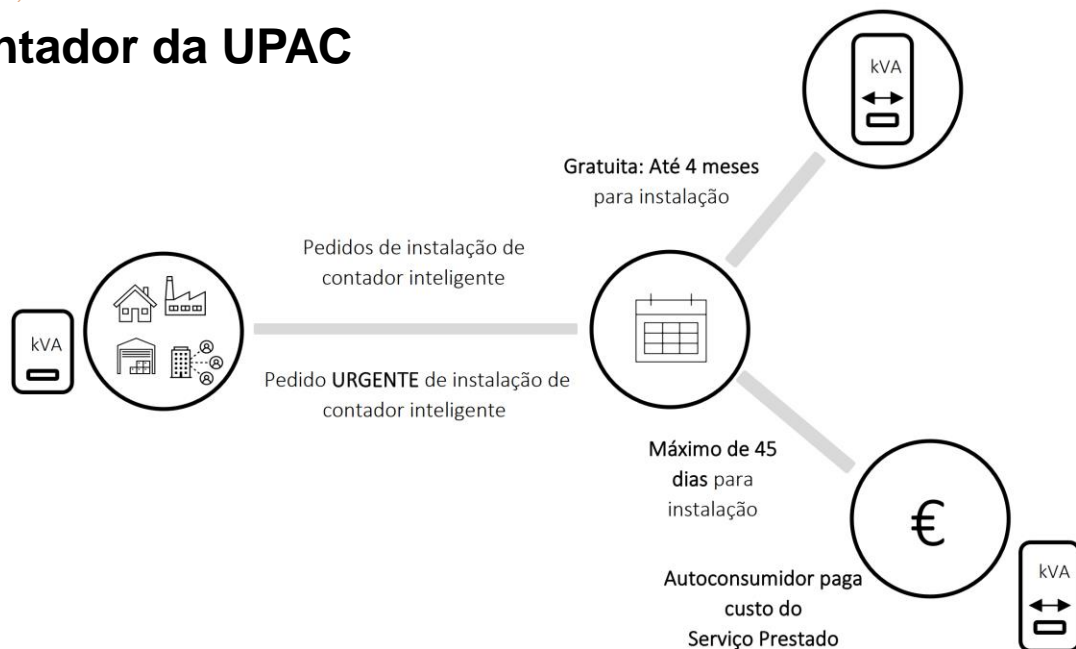 ntador da UPAC
kVA
Gratuita: Até 4 meses
para instalação
Pedidos de instalação de
contador inteligente
kVA
Pedido URGENTE de instalação de
contador inteligente
Máximo de 45
dias para
instalação
€
Autoconsumidor paga
custo do
Serviço Prestado
kVA